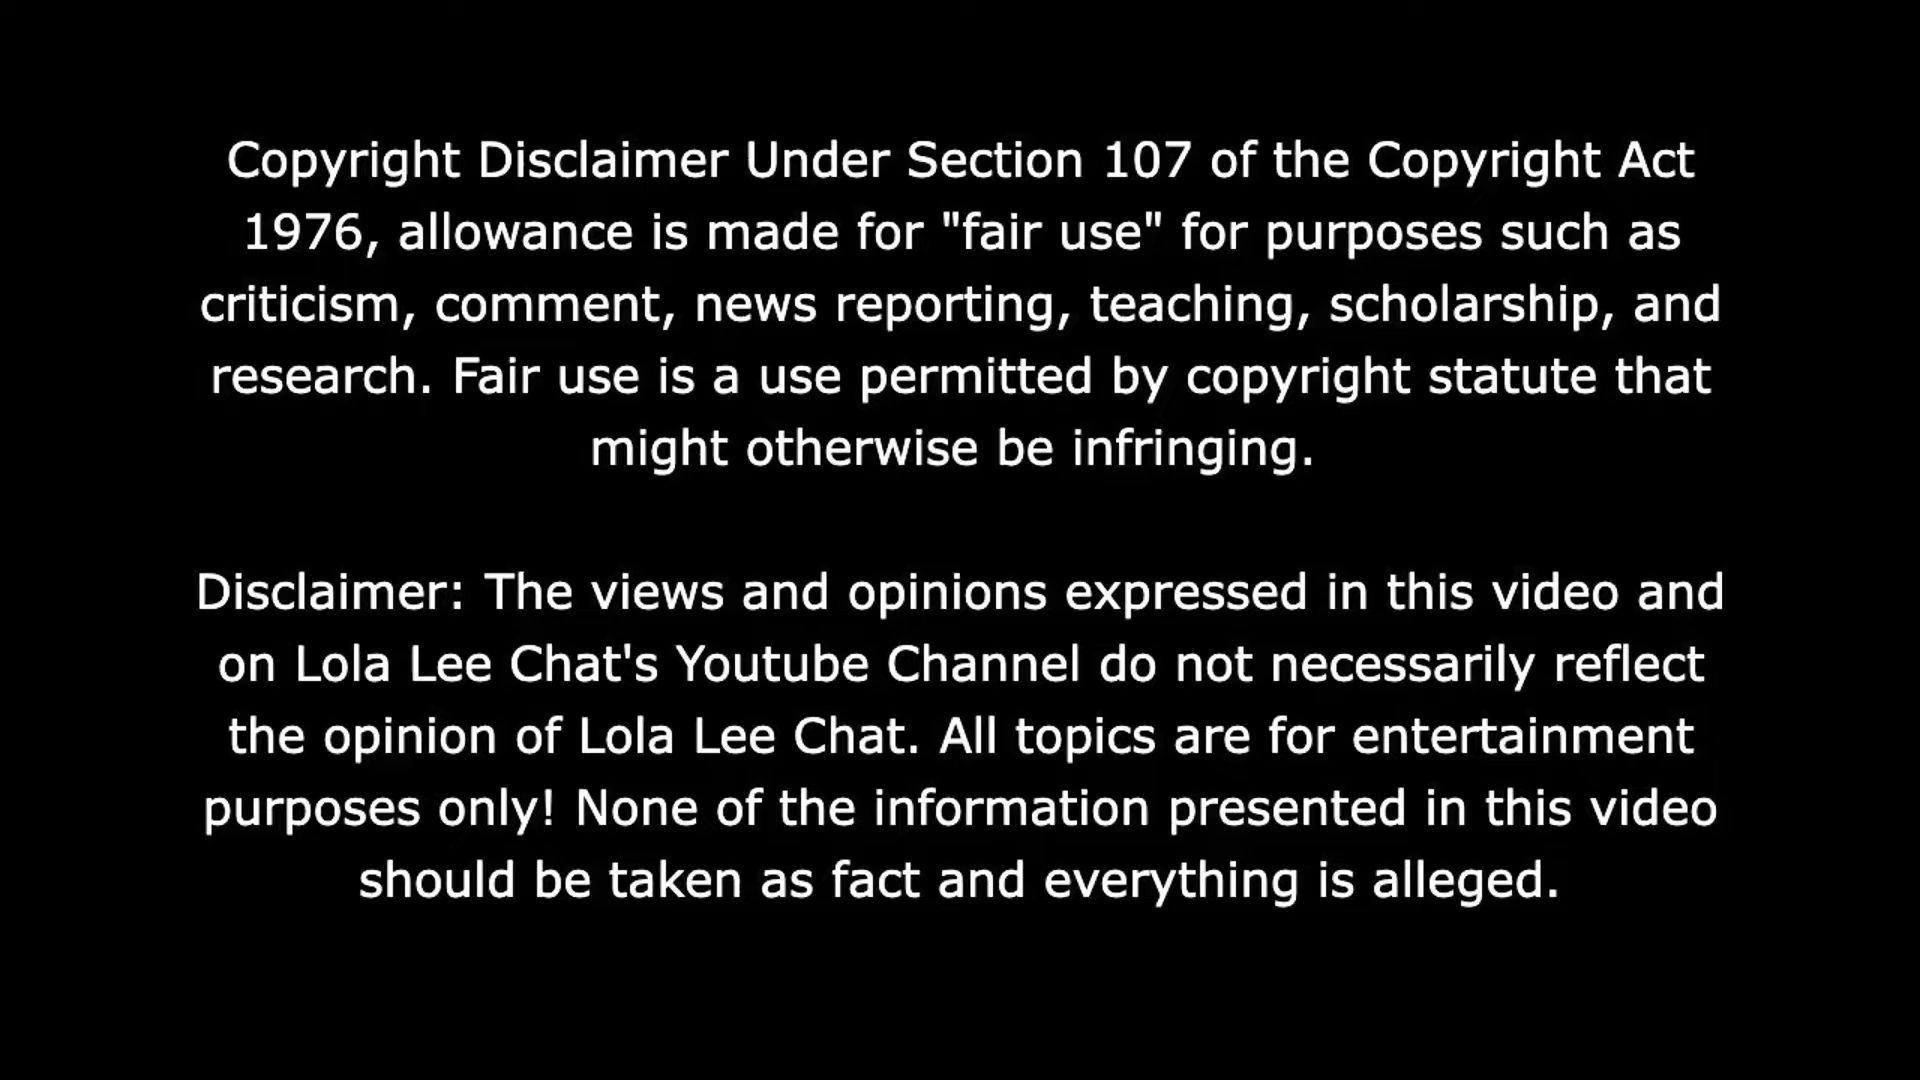 Copyright Disclaimer Under Section 107 of the Copyright Act
1976, allowance is made for "fair use" for purposes such as
criticism, comment, news reporting, teaching, scholarship, and
research. Fair use is a use permitted by copyright statute that
might otherwise be infringing.
Disclaimer: The views and opinions expressed in this video and
on Lola Lee Chat's Youtube Channel do not necessarily reflect
the opinion of Lola Lee Chat. All topics are for entertainment
purposes only! None of the information presented in this video
should be taken as fact and everything is alleged.